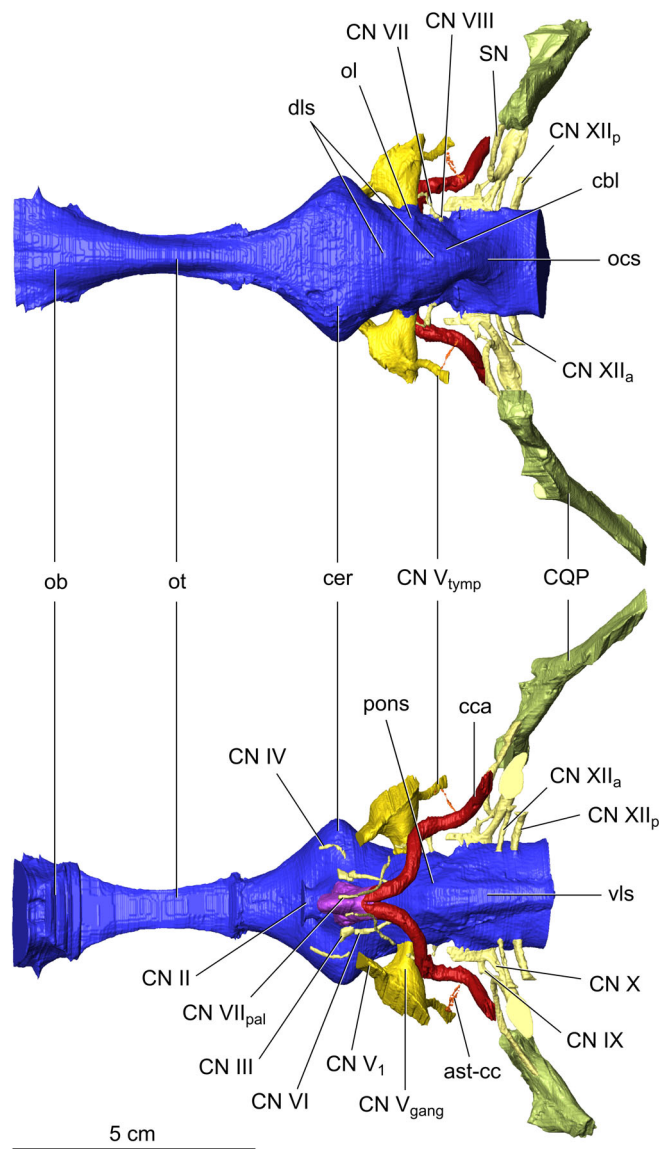 CN VIII
CN VII
SN
ol
CN XIIp
dls
cbl
ocs
CN XIIa
ob
ot
cer
CN Vtymp
CQP
pons
cca
CN IV
CN XIIa
CN XIIp
ot
vls
CN II
CN X
CN VIIpal
CN IX
CN III
CN V1
ast-cc
CN VI
CN Vgang
5 cm